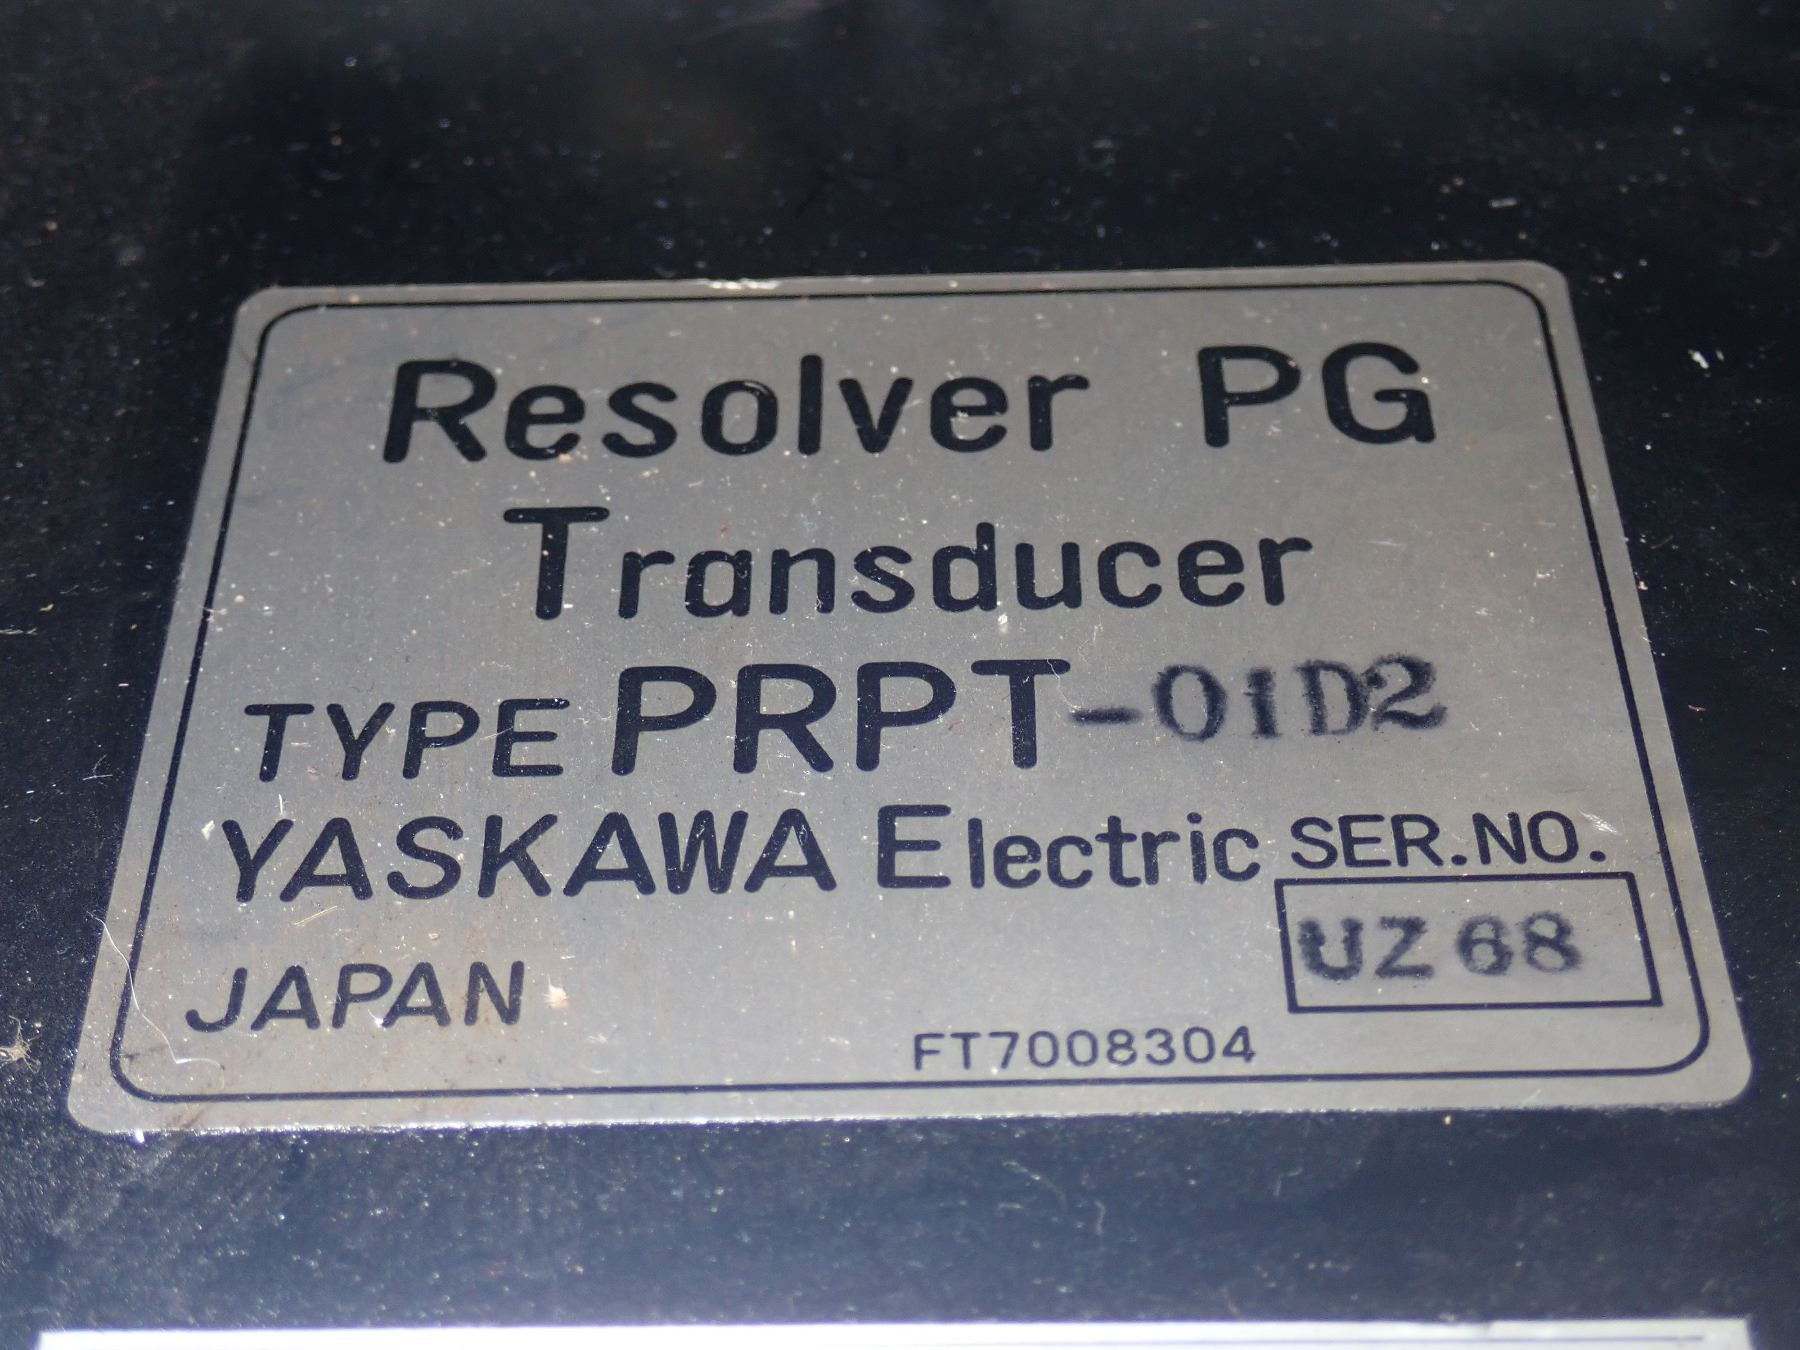 Resolver PG
Transducer
TYPE PRPT-01D2
YASKAWA Electric SER.NO.
UZ68
JAPAN
FT7008304